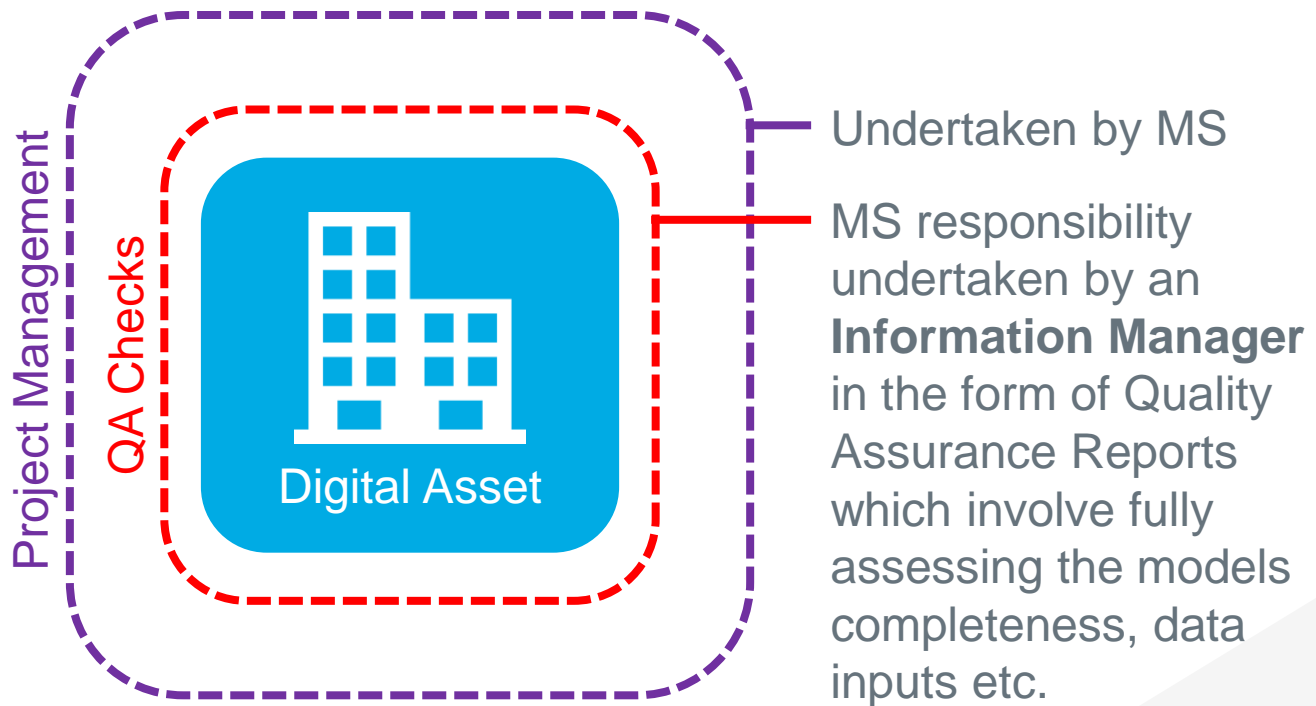 Project Management
QA Checks
Digital Asset
Undertaken by MS
MS responsibility
undertaken by an
Information Manager
in the form of Quality
Assurance Reports
which involve fully
assessing the models
completeness, data
inputs etc.